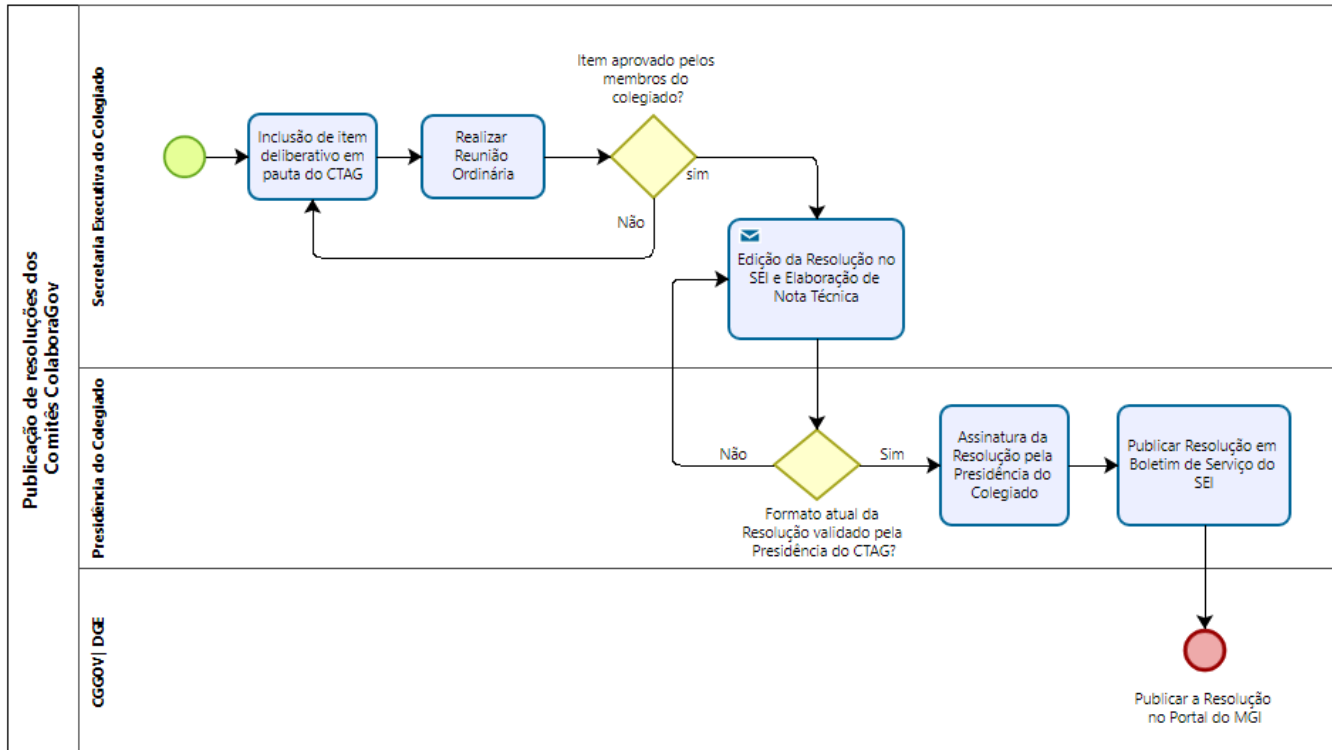 Publicação de resoluções dos
Comitês ColaboraGov
Secretaria Executiva do Colegiado
Item aprovado pelos
membros do
colegiado?
Inclusão de item
deliberativo em
pauta do CTAG
Realizar
Reunião
Ordinária
sim
Não
Edição da Resolução no
SEI e Elaboração de
Nota Técnica
Presidência do Colegiado
Não
Sim
Formato atual da
Resolução validado pela
Presidência do CTAG?
Assinatura da
Resolução pela
Presidência do
Colegiado
Publicar Resolução em
Boletim de Serviço do
SEI
CGGOV| DGE
Publicar a Resolução
no Portal do MGI